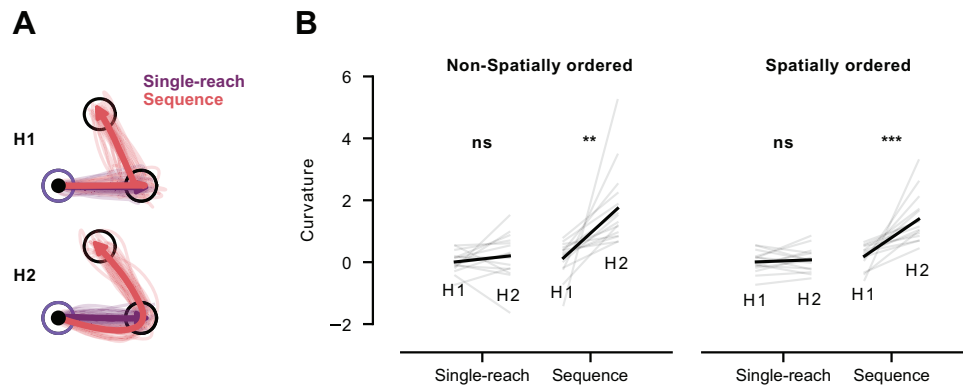 A
Single-reach
Sequence
H1
H2
B
Non-Spatially ordered
Spatially ordered
Curvature
6
4
2
0
−2
ns
**
H1
H2
H1
H2
ns
***
H1
H2
H1
H2
Single-reach
Sequence
Single-reach
Sequence